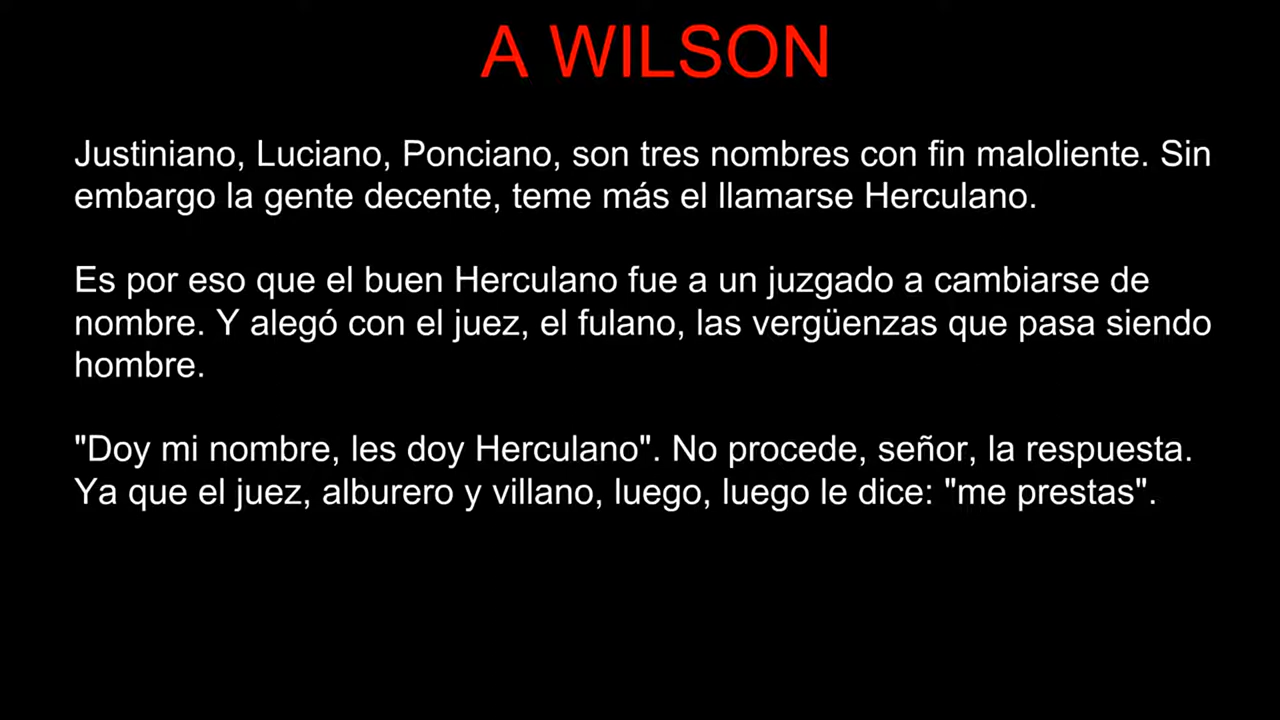 A WILSON
Justiniano, Luciano, Ponciano, son tres nombres con fin maloliente. Sin
embargo la gente decente, teme más el llamarse Herculano.
Es por eso que el buen Herculano fue a un juzgado a cambiarse de
nombre. Y alegó con el juez, el fulano, las vergüenzas que pasa siendo
hombre.
"Doy mi nombre, les doy Herculano". No procede, señor, la respuesta.
Ya que el juez, alburero y villano, luego, luego le dice: "me prestas".